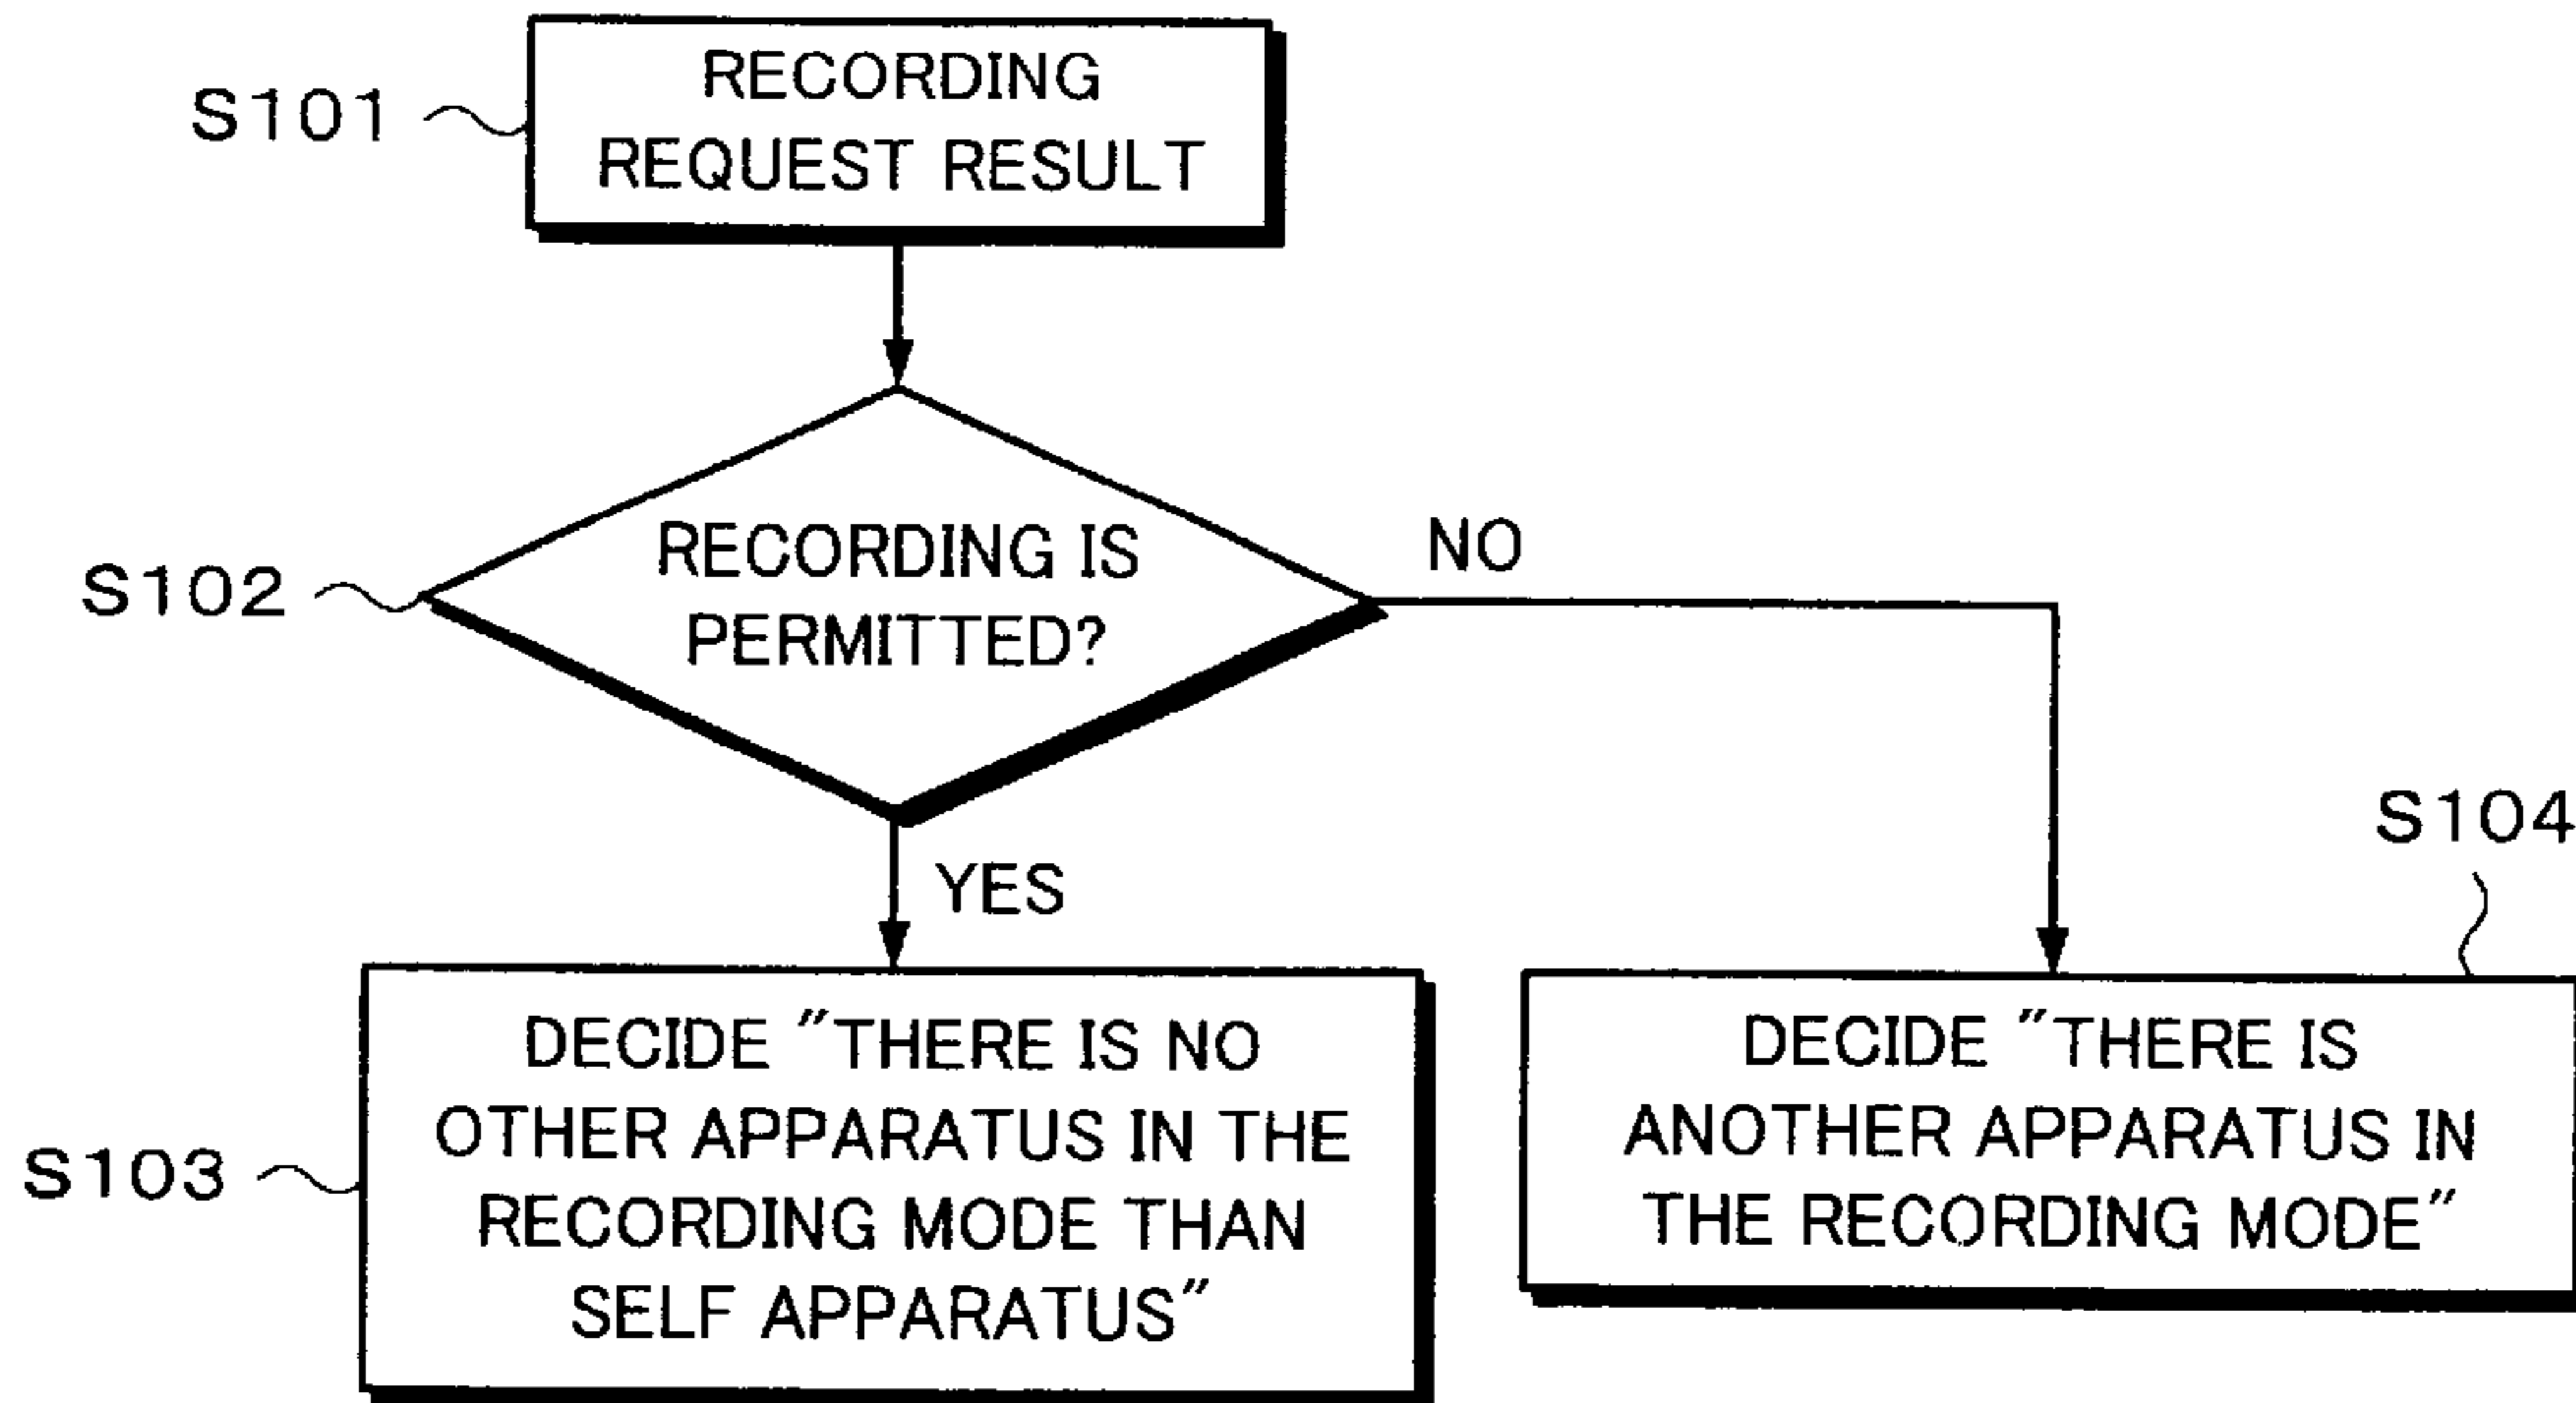 S101
RECORDING
REQUEST RESULT
S102
RECORDING IS
PERMITTED?
NO
YES
S103
DECIDE "THERE IS NO
OTHER APPARATUS IN THE
RECORDING MODE THAN
SELF APPARATUS"
S104
DECIDE "THERE IS
ANOTHER APPARATUS IN
THE RECORDING MODE"